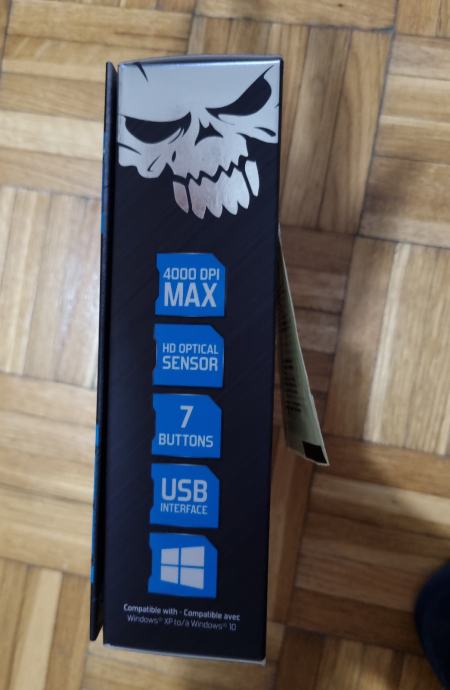 4000 DPI
MAX
HD OPTICAL
SENSOR
7
BUTTONS
USB
INTERFACE
Compatible with - Compatible avec
Windows® XP to/a Windows® 10